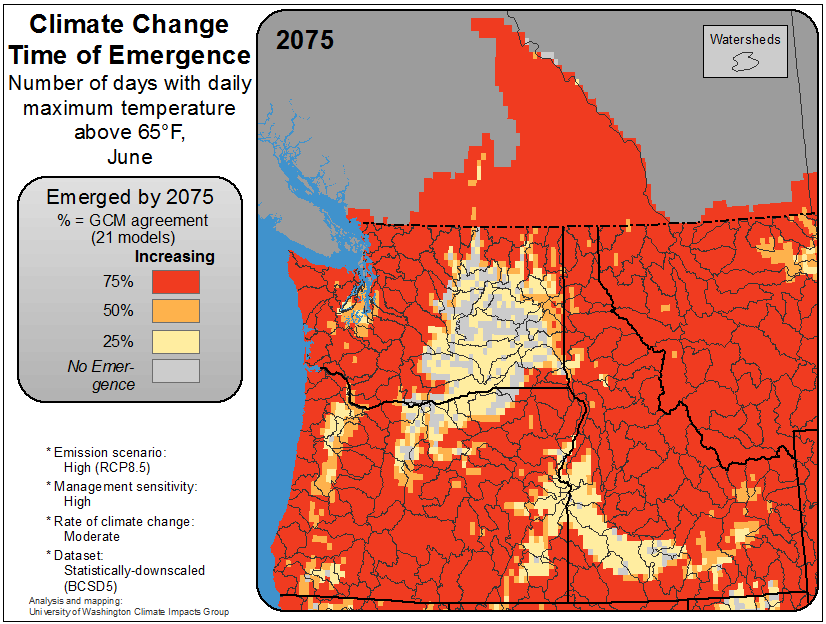 Climate Change
Time of Emergence
Number of days with daily
maximum temperature
above 65°F,
June
Emerged by 2075
% = GCM agreement
(21 models)
Increasing
75%
50%
25%
No Emer-
gence
* Emission scenario:
High (RCP8.5)
* Management sensitivity:
High
* Rate of climate change:
Moderate
* Dataset:
Statistically-downscaled
(BCSD5)
Analysis and mapping:
University of Washington Climate Impacts Group
2075
Watersheds